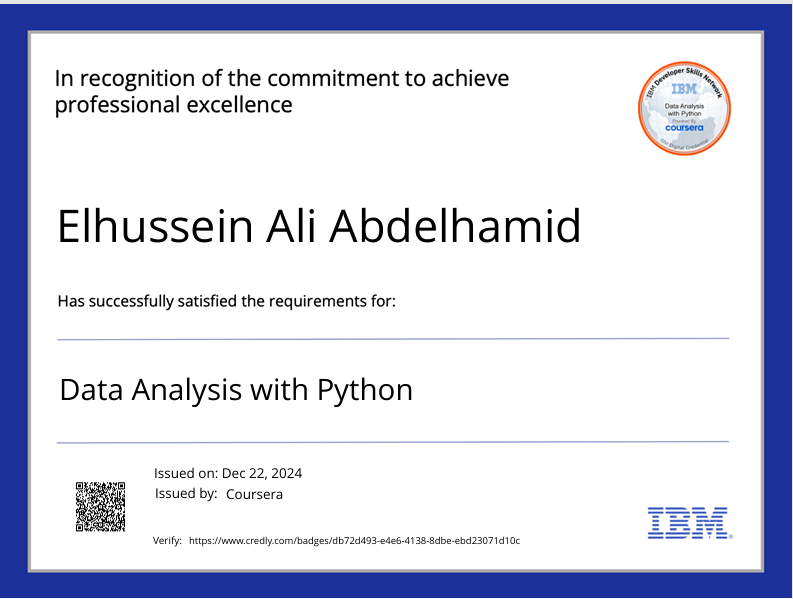 In recognition of the commitment to achieve
professional excellence
IBM Developer Skills Network
IBM
Data Analysis
with Python
Powered By
coursera
IBM Digital Credential
Elhussein Ali Abdelhamid
Has successfully satisfied the requirements for:
Data Analysis with Python
Issued on: Dec 22, 2024
Issued by: Coursera
Verify: https://www.credly.com/badges/db72d493-e4e6-4138-8dbe-ebd23071d10c
IBM®